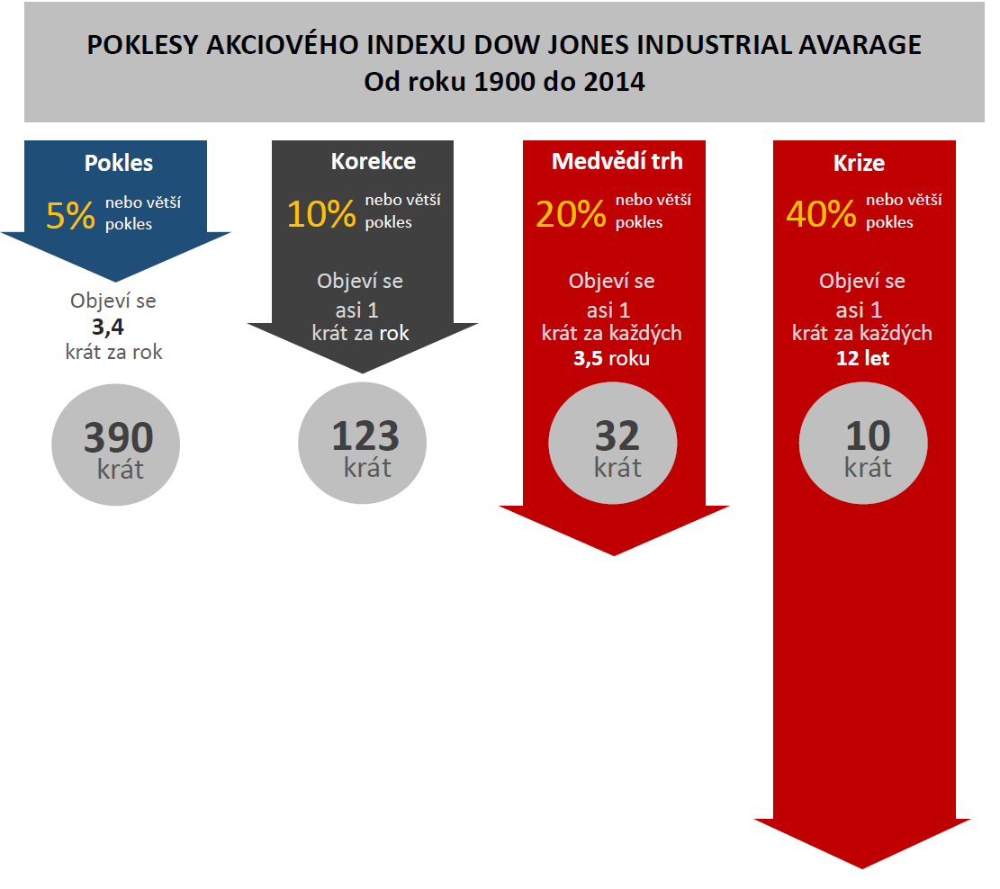 POKLESY AKCIOVÉHO INDEXU DOW JONES INDUSTRIAL AVARAGE
Od roku 1900 do 2014
Pokles
5% nebo větší
pokles
Objeví se
3,4
krát za rok
390
krát
Korekce
10% nebo větší
pokles
Objeví se
asi 1
krát za rok
123
krát
Medvědí trh
20% nebo větší
pokles
Objeví se
asi 1
krát za každých
3,5 roku
32
krát
Krize
40% nebo větší
pokles
Objeví se
asi 1
krát za každých
12 let
10
krát